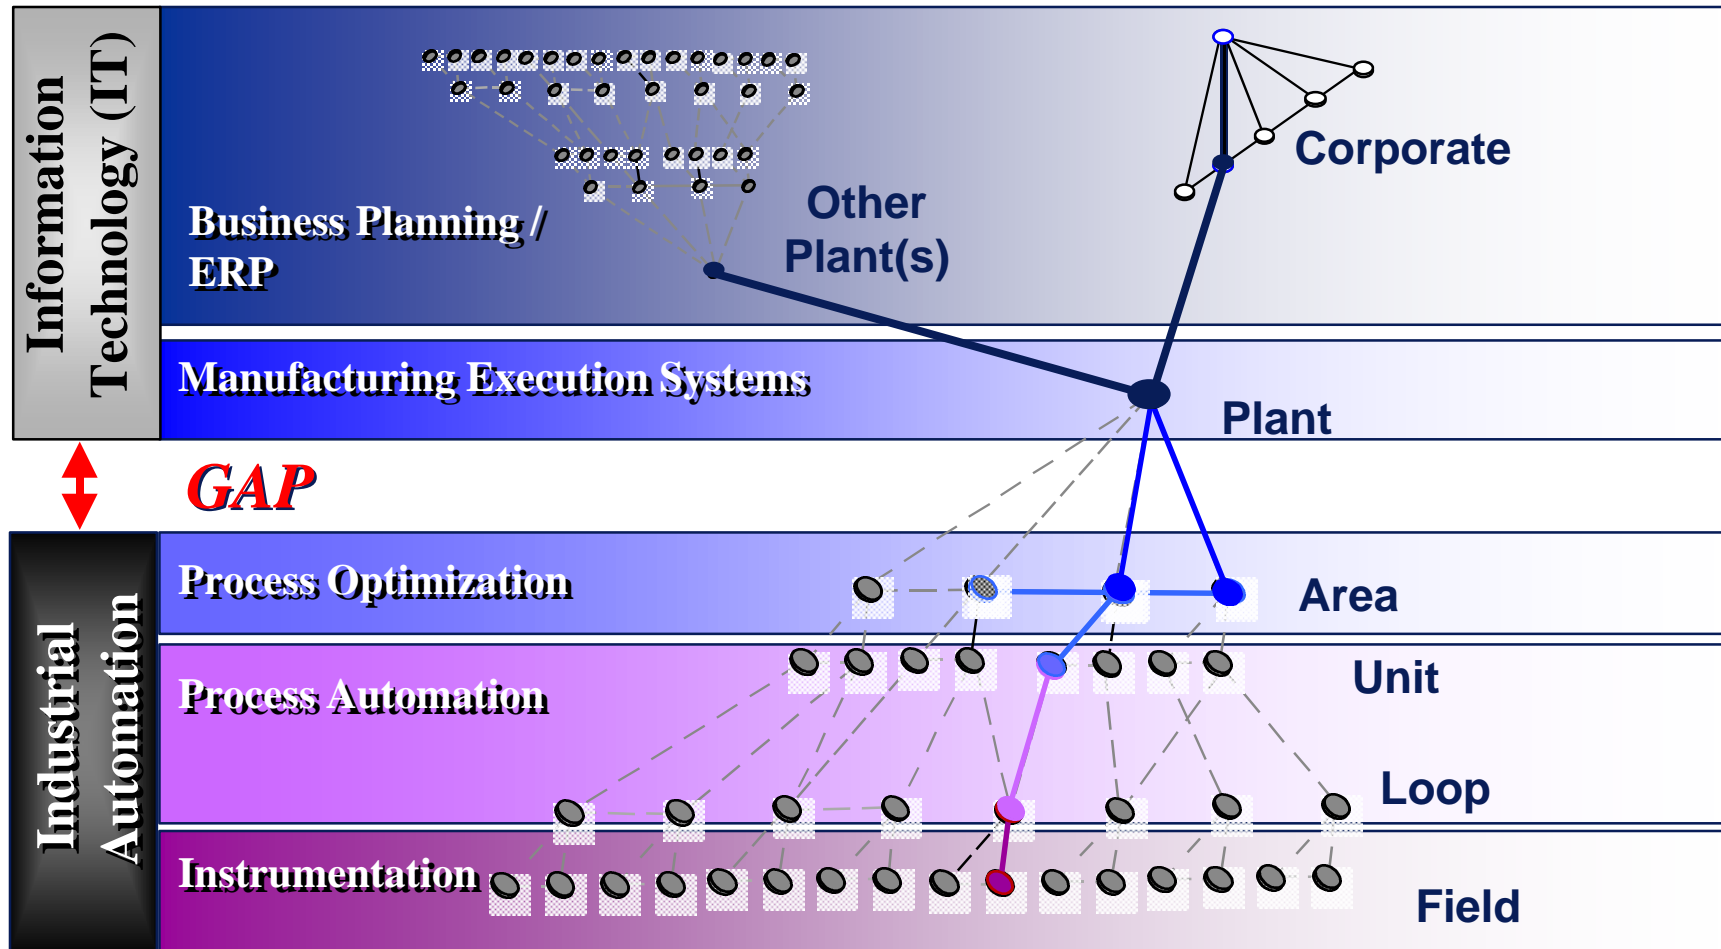 Information
Technology (IT)
Business Planning /
ERP
Other
Plant(s)
Corporate
Manufacturing Execution Systems
Plant
GAP
Industrial
Automation
Process Optimization
Area
Process Automation
Unit
Loop
Instrumentation
Field